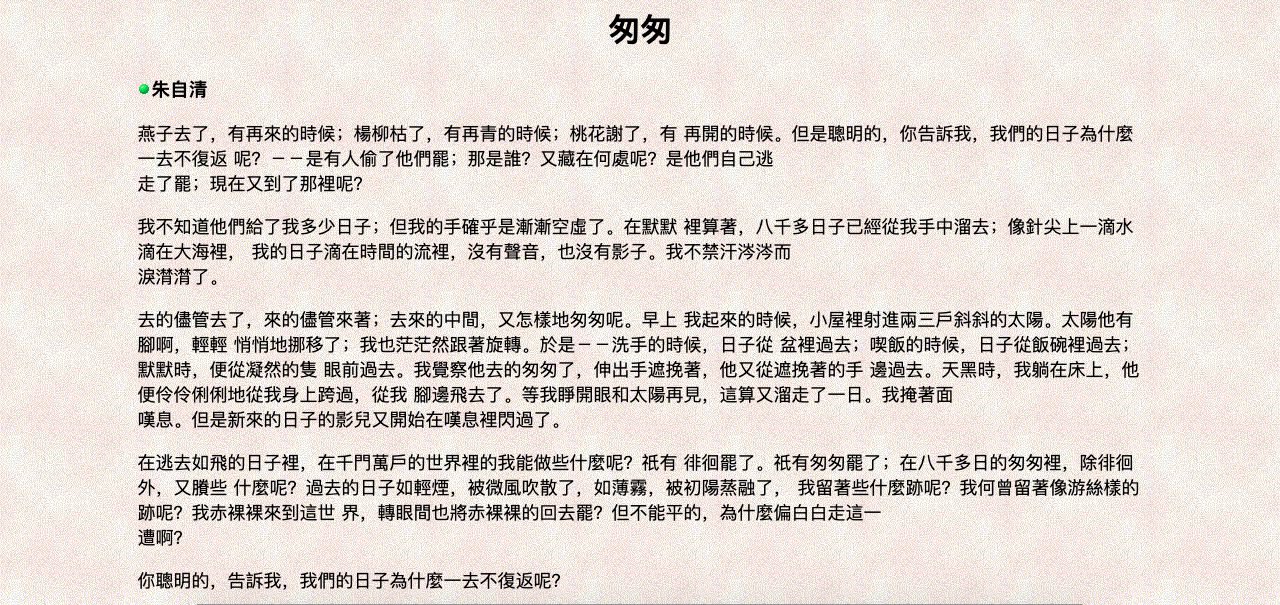 匆匆
朱自清
燕子去了，有再來的時候；楊柳枯了，有再青的時候；桃花謝了，有 再開的時候。但是聰明的，你告訴我，我們的日子為什麼
一去不復返 呢？－－是有人偷了他們罷；那是誰？又藏在何處呢？是他們自己逃
走了罷；現在又到了那裡呢？
我不知道他們給了我多少日子；但我的手確乎是漸漸空虛了。在默默 裡算著，八千多日子已經從我手中溜去；像針尖上一滴水
滴在大海裡， 我的日子滴在時間的流裡，沒有聲音，也沒有影子。我不禁汗涔涔而
淚潸潸了。
去的儘管去了，來的儘管來著；去來的中間，又怎樣地匆匆呢。早上 我起來的時候，小屋裡射進兩三戶斜斜的太陽。太陽他有
腳啊，輕輕 悄悄地挪移了；我也茫茫然跟著旋轉。於是－－洗手的時候，日子從 盆裡過去；喫飯的時候，日子從飯碗裡過去；
默默時，便從凝然的隻 眼前過去。我覺察他去的匆匆了，伸出手遮挽著，他又從遮挽著的手 邊過去。天黑時，我躺在床上，他
便伶伶俐俐地從我身上跨過，從我 腳邊飛去了。等我睜開眼和太陽再見，這算又溜走了一日。我掩著面
嘆息。但是新來的日子的影兒又開始在嘆息裡閃過了。
在逃去如飛的日子裡，在千門萬戶的世界裡的我能做些什麼呢？祇有 徘徊罷了。祇有匆匆罷了；在八千多日的匆匆裡，除徘徊
外，又賸些 什麼呢？過去的日子如輕煙，被微風吹散了，如薄霧，被初陽蒸融了， 我留著些什麼跡呢？我何曾留著像游絲樣的
跡呢？我赤裸裸來到這世 界，轉眼間也將赤裸裸的回去罷？但不能平的，為什麼偏白白走這一
遭啊？
你聰明的，告訴我，我們的日子為什麼一去不復返呢？